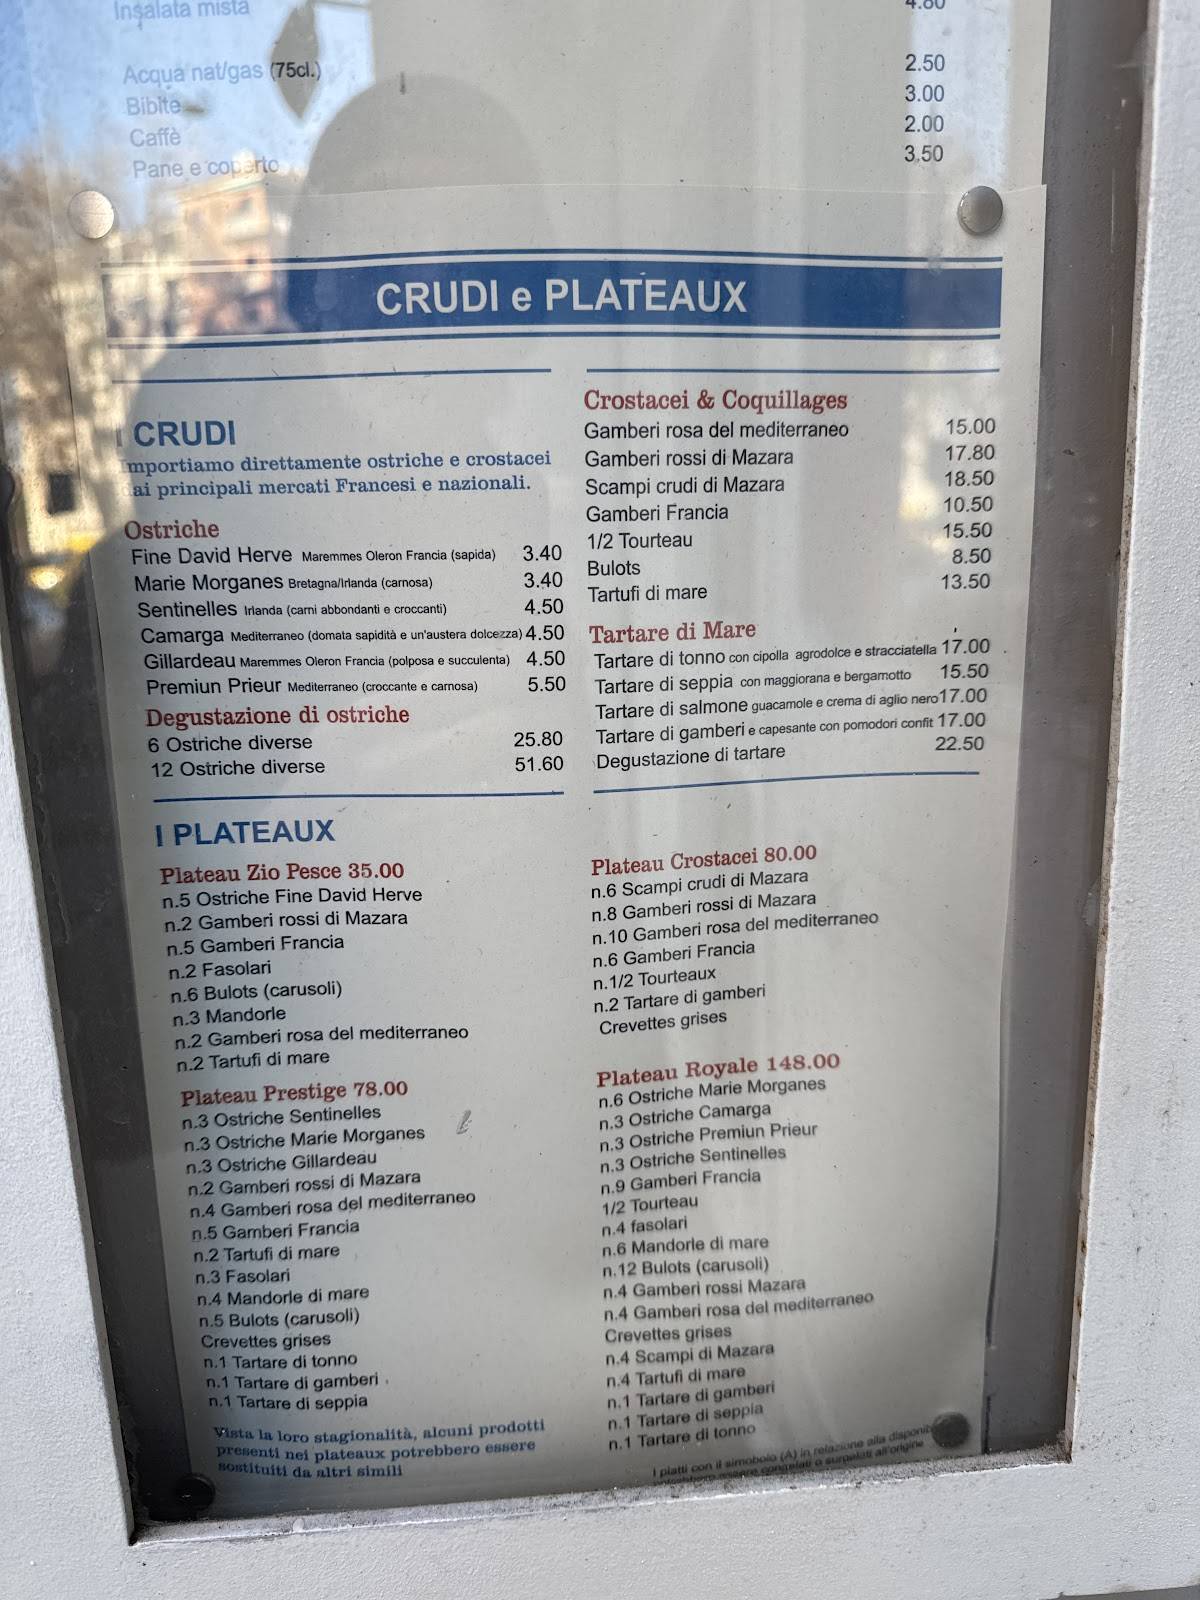 Insalata mista 4.80
Acqua nat/gas (75cl.) 2.50
Bibite 3.00
Caffè 2.00
Pane e coperto 3.50
CRUDI e PLATEAUX
I CRUDI
Importiamo direttamente ostriche e crostacei
dai principali mercati Francesi e nazionali.
Ostriche
Fine David Herve Maremmes Oleron Francia (sapida) 3.40
Marie Morganes Bretagna/Irlanda (carnosa) 3.40
Sentinelles Irlanda (carni abbondanti e croccanti) 4.50
Camarga Mediterraneo (domata sapidità e un'austera dolcezza) 4.50
Gillardeau Maremmes Oleron Francia (polposa e succulenta) 4.50
Premiun Prieur Mediterraneo (croccante e carnosa) 5.50
Degustazione di ostriche
6 Ostriche diverse 25.80
12 Ostriche diverse 51.60
Crostacei & Coquillages
Gamberi rosa del mediterraneo 15.00
Gamberi rossi di Mazara 17.80
Scampi crudi di Mazara 18.50
Gamberi Francia 10.50
1/2 Tourteau 15.50
Bulots 8.50
Tartufi di mare 13.50
Tartare di Mare
Tartare di tonno con cipolla agrodolce e stracciatella 17.00
Tartare di seppia con maggiorana e bergamotto 15.50
Tartare di salmone guacamole e crema di aglio nero 17.00
Tartare di gamberi e capesante con pomodori confit 17.00
Degustazione di tartare 22.50
I PLATEAUX
Plateau Zio Pesce 35.00
n.5 Ostriche Fine David Herve
n.2 Gamberi rossi di Mazara
n.5 Gamberi Francia
n.2 Fasolari
n.6 Bulots (carusoli)
n.3 Mandorle
n.2 Gamberi rosa del mediterraneo
n.2 Tartufi di mare
Plateau Prestige 78.00
n.3 Ostriche Sentinelles
n.3 Ostriche Marie Morganes
n.3 Ostriche Gillardeau
n.2 Gamberi rossi di Mazara
n.4 Gamberi rosa del mediterraneo
n.5 Gamberi Francia
n.2 Tartufi di mare
n.3 Fasolari
n.4 Mandorle di mare
n.5 Bulots (carusoli)
Crevettes grises
n.1 Tartare di tonno
n.1 Tartare di gamberi
n.1 Tartare di seppia
Vista la loro stagionalità, alcuni prodotti
presenti nei plateaux potrebbero essere
sostituiti da altri simili
Plateau Crostacei 80.00
n.6 Scampi crudi di Mazara
n.8 Gamberi rossi di Mazara
n.10 Gamberi rosa del mediterraneo
n.6 Gamberi Francia
n.1/2 Tourteaux
n.2 Tartare di gamberi
Crevettes grises
Plateau Royale 148.00
n.6 Ostriche Marie Morganes
n.3 Ostriche Camarga
n.3 Ostriche Premiun Prieur
n.3 Ostriche Sentinelles
n.9 Gamberi Francia
1/2 Tourteau
n.4 fasolari
n.6 Mandorle di mare
n.12 Bulots (carusoli)
n.4 Gamberi rossi Mazara
n.4 Gamberi rosa del mediterraneo
Crevettes grises
n.4 Scampi di Mazara
n.4 Tartufi di mare
n.1 Tartare di gamberi
n.1 Tartare di seppia
n.1 Tartare di tonno
I piatti con il simobolo (A) in relazione alla
essere congelati o surgelati all'origine